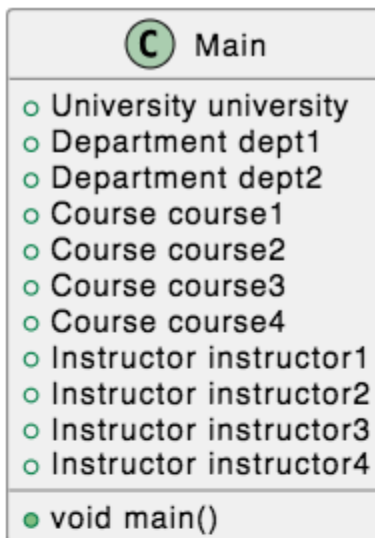 C Main
University university
Department dept1
Department dept2
Course course1
Course course2
Course course3
Course course4
Instructor instructor1
Instructor instructor2
Instructor instructor3
Instructor instructor4
void main()